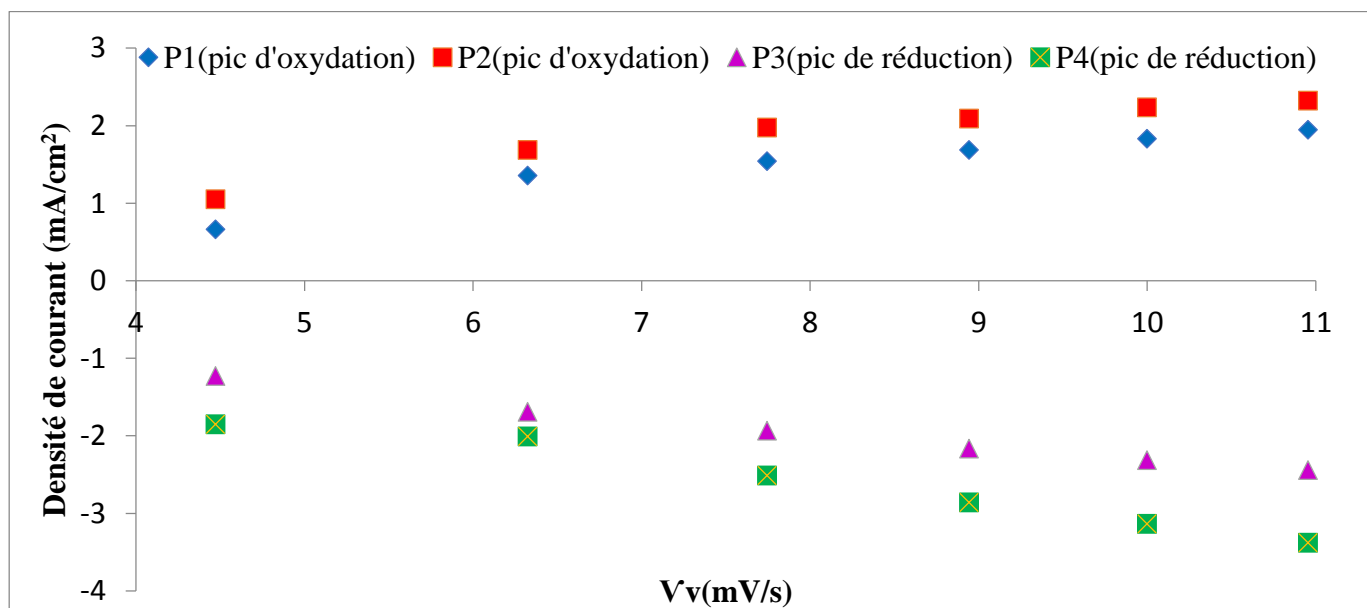 P1(pic d'oxydation) P2(pic d'oxydation) P3(pic de réduction) P4(pic de réduction)
Densité de courant (mA/cm²)
3
2
1
0
-1
-2
-3
-4
4 5 6 7 8 9 10 11
√v(mV/s)